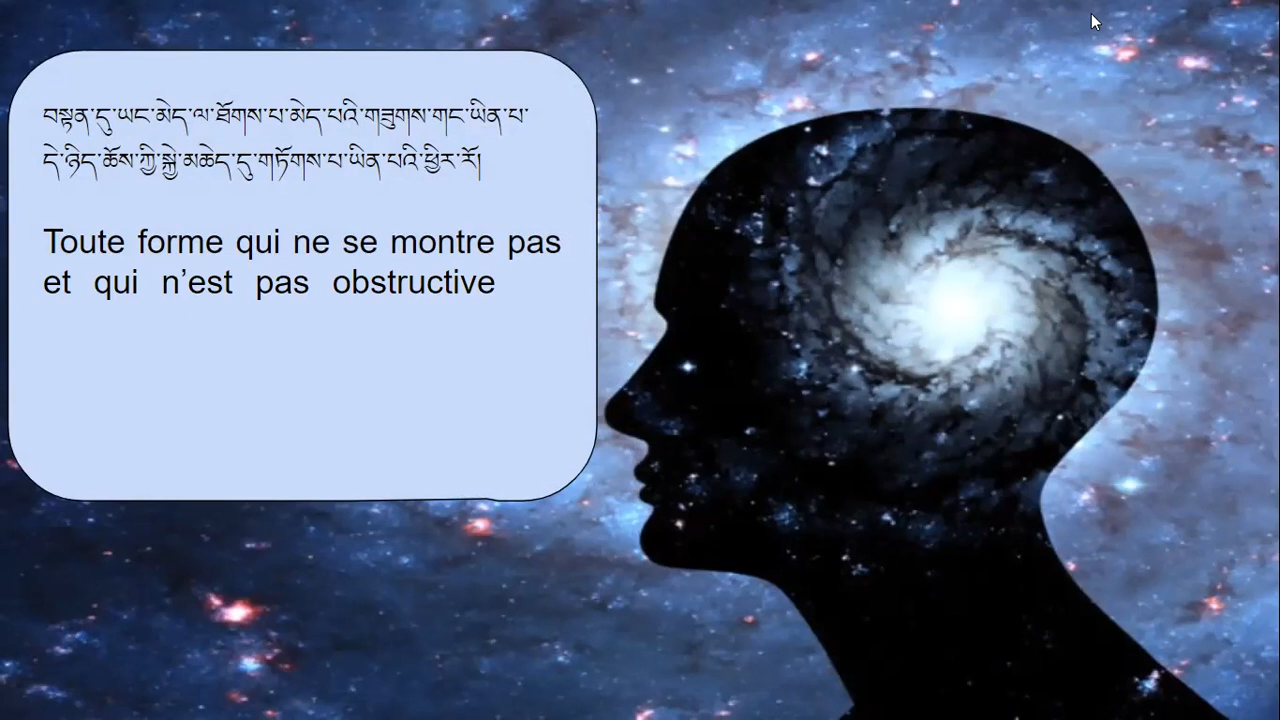 བསྟན་དུ་ཡང་མེད་ལ་ཐོགས་པ་མེད་པའི་གཟུགས་གང་ཡིན་པ་
དེ་ཉིད་ཆོས་ཀྱི་སྐྱེ་མཆེད་དུ་གཏོགས་པ་ཡིན་པའི་ཕྱིར་རོ།
Toute forme qui ne se montre pas
et qui n’est pas obstructive